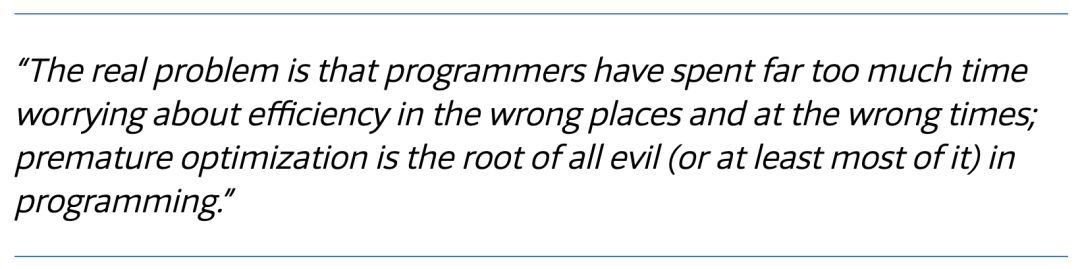 “The real problem is that programmers have spent far too much time
worrying about efficiency in the wrong places and at the wrong times;
premature optimization is the root of all evil (or at least most of it) in
programming.”